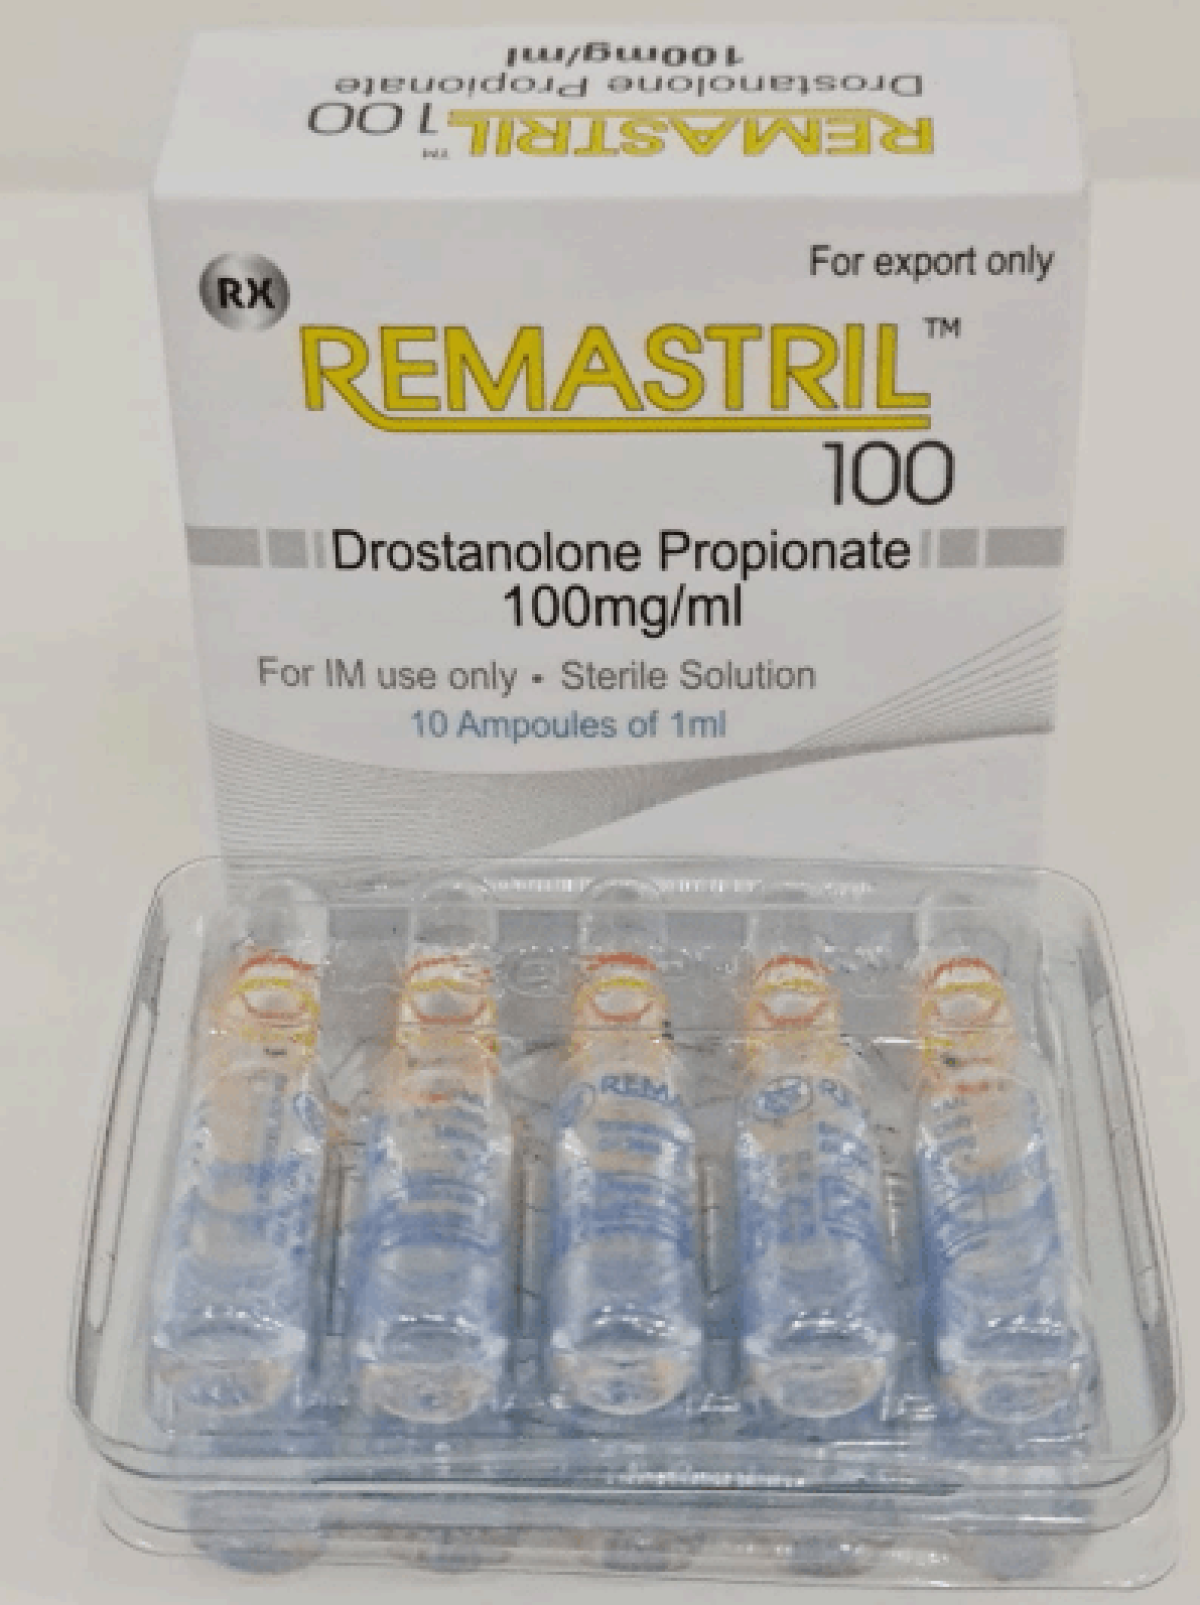 REMASTRIL™ 100
Drostanolone Propionate
100mg/ml
RX
For export only
REMASTRIL™
100
Drostanolone Propionate
100mg/ml
For IM use only • Sterile Solution
10 Ampoules of 1ml